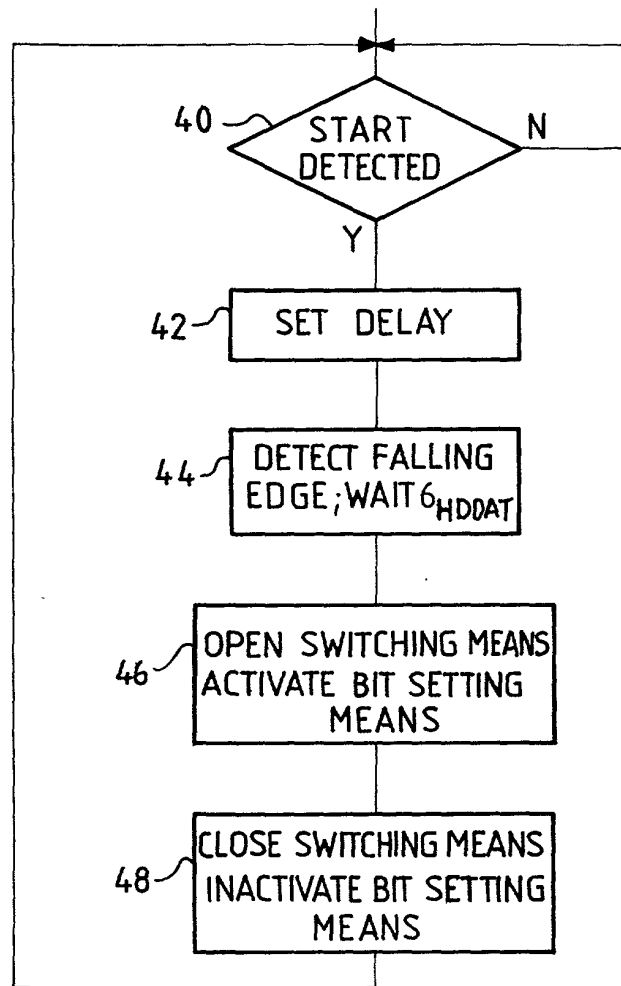 40
START
DETECTED
N
Y
42
SET DELAY
44
DETECT FALLING
EDGE; WAIT 6HDDAT
46
OPEN SWITCHING MEANS
ACTIVATE BIT SETTING
MEANS
48
CLOSE SWITCHING MEANS
INACTIVATE BIT SETTING
MEANS